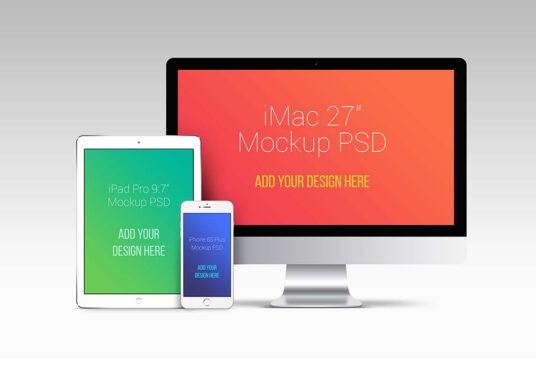 iMac 27"
Mockup PSD
ADD YOUR DESIGN HERE
iPad Pro 9.7"
Mockup PSD
ADD YOUR
DESIGN HERE
iPhone 6S Plus
Mockup PSD
ADD YOUR
DESIGN HERE